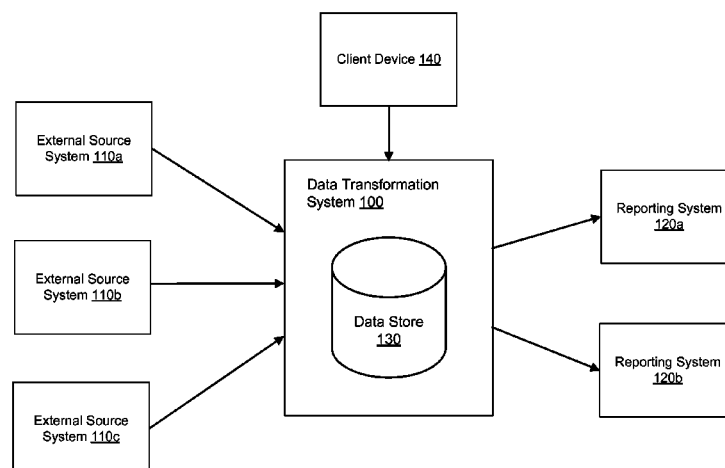 Client Device 140
External Source
System 110a
Data Transformation
System 100
Reporting System
120a
External Source
System 110b
Data Store
130
Reporting System
120b
External Source
System 110c